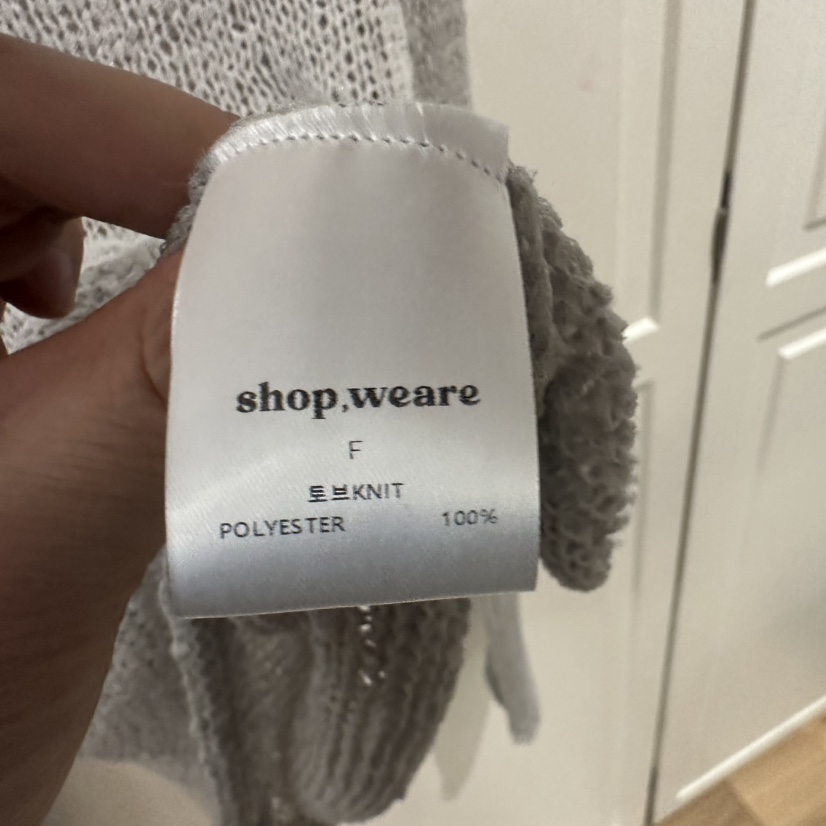 shop,weare
F
토브KNIT
POLYESTER 100%